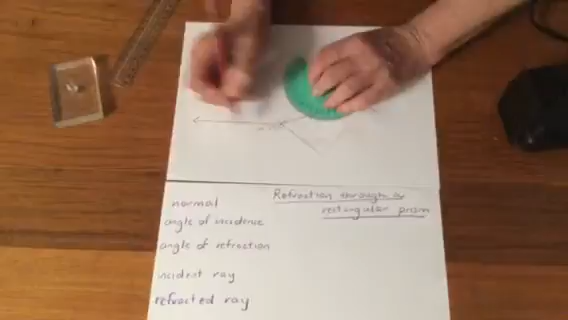 Refraction through a
rectangular prism
normal
angle of incidence
angle of refraction
incident ray
refracted ray